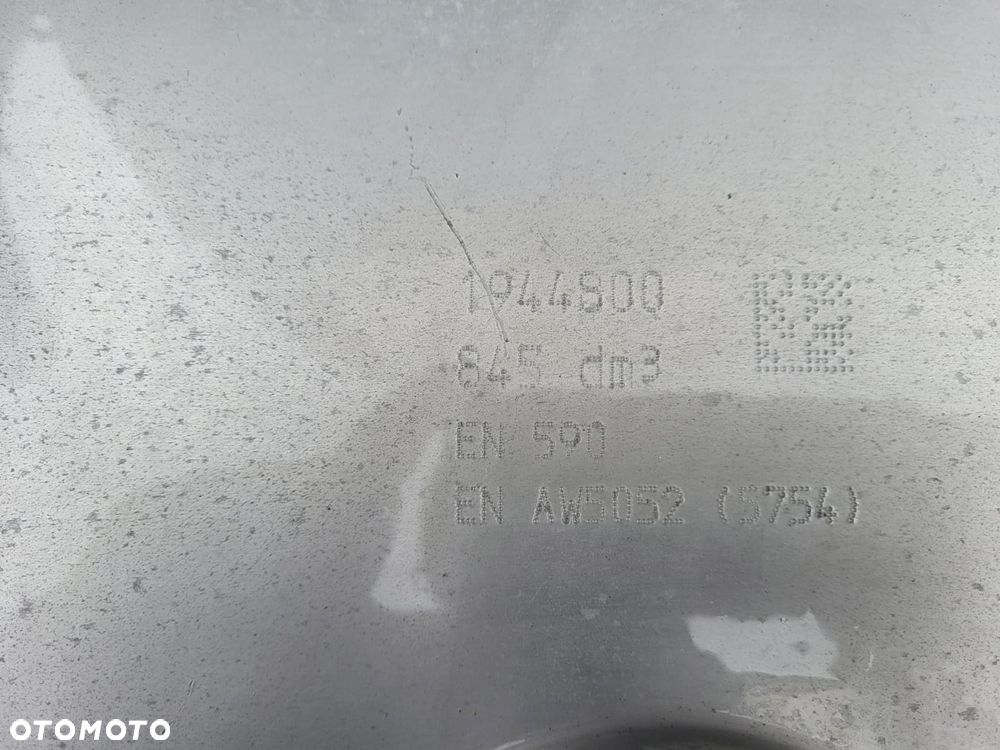 1944800
845 dm3
EN 590
EN AW5052 (5754)
OTOMOTO